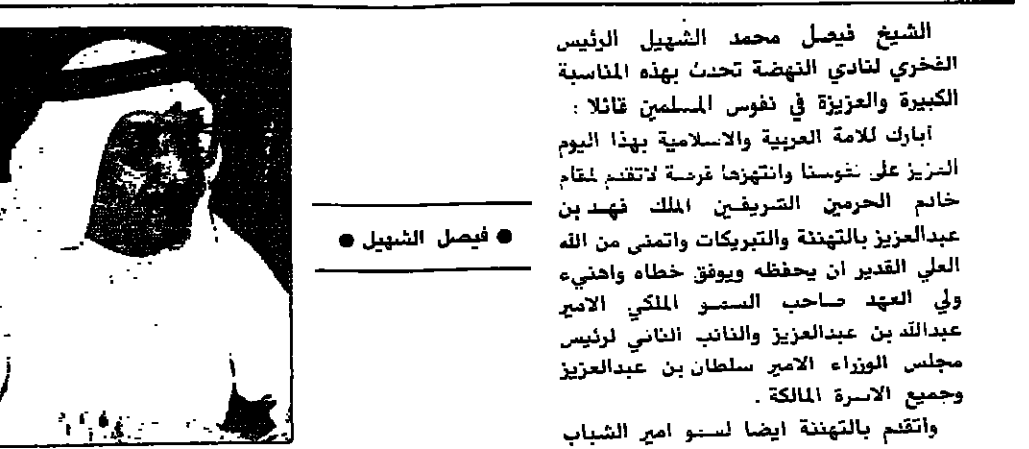 الشيخ فيصل محمد الشهيل الرئيس
الفخري لنادي النهضة تحدث بهذه المناسبة
الكبيرة والعزيزة في نفوس المسلمين قائلا :
أبارك للامة العربية والاسلامية بهذا اليوم
العزيز على نفوسنا وانتهزها فرصة لاتقدم لمقام
خادم الحرمين الشريفين الملك فهد بن
عبدالعزيز بالتهنئة والتبريكات واتمنى من الله
العلي القدير ان يحفظه ويوفق خطاه واهنيء
ولي العهد صاحب السمو الملكي الامير
عبدالله بن عبدالعزيز والنائب الثاني لرئيس
مجلس الوزراء الامير سلطان بن عبدالعزيز
وجميع الاسرة المالكة .
واتقدم بالتهنئة ايضا لسمو امير الشباب
● فيصل الشهيل ●